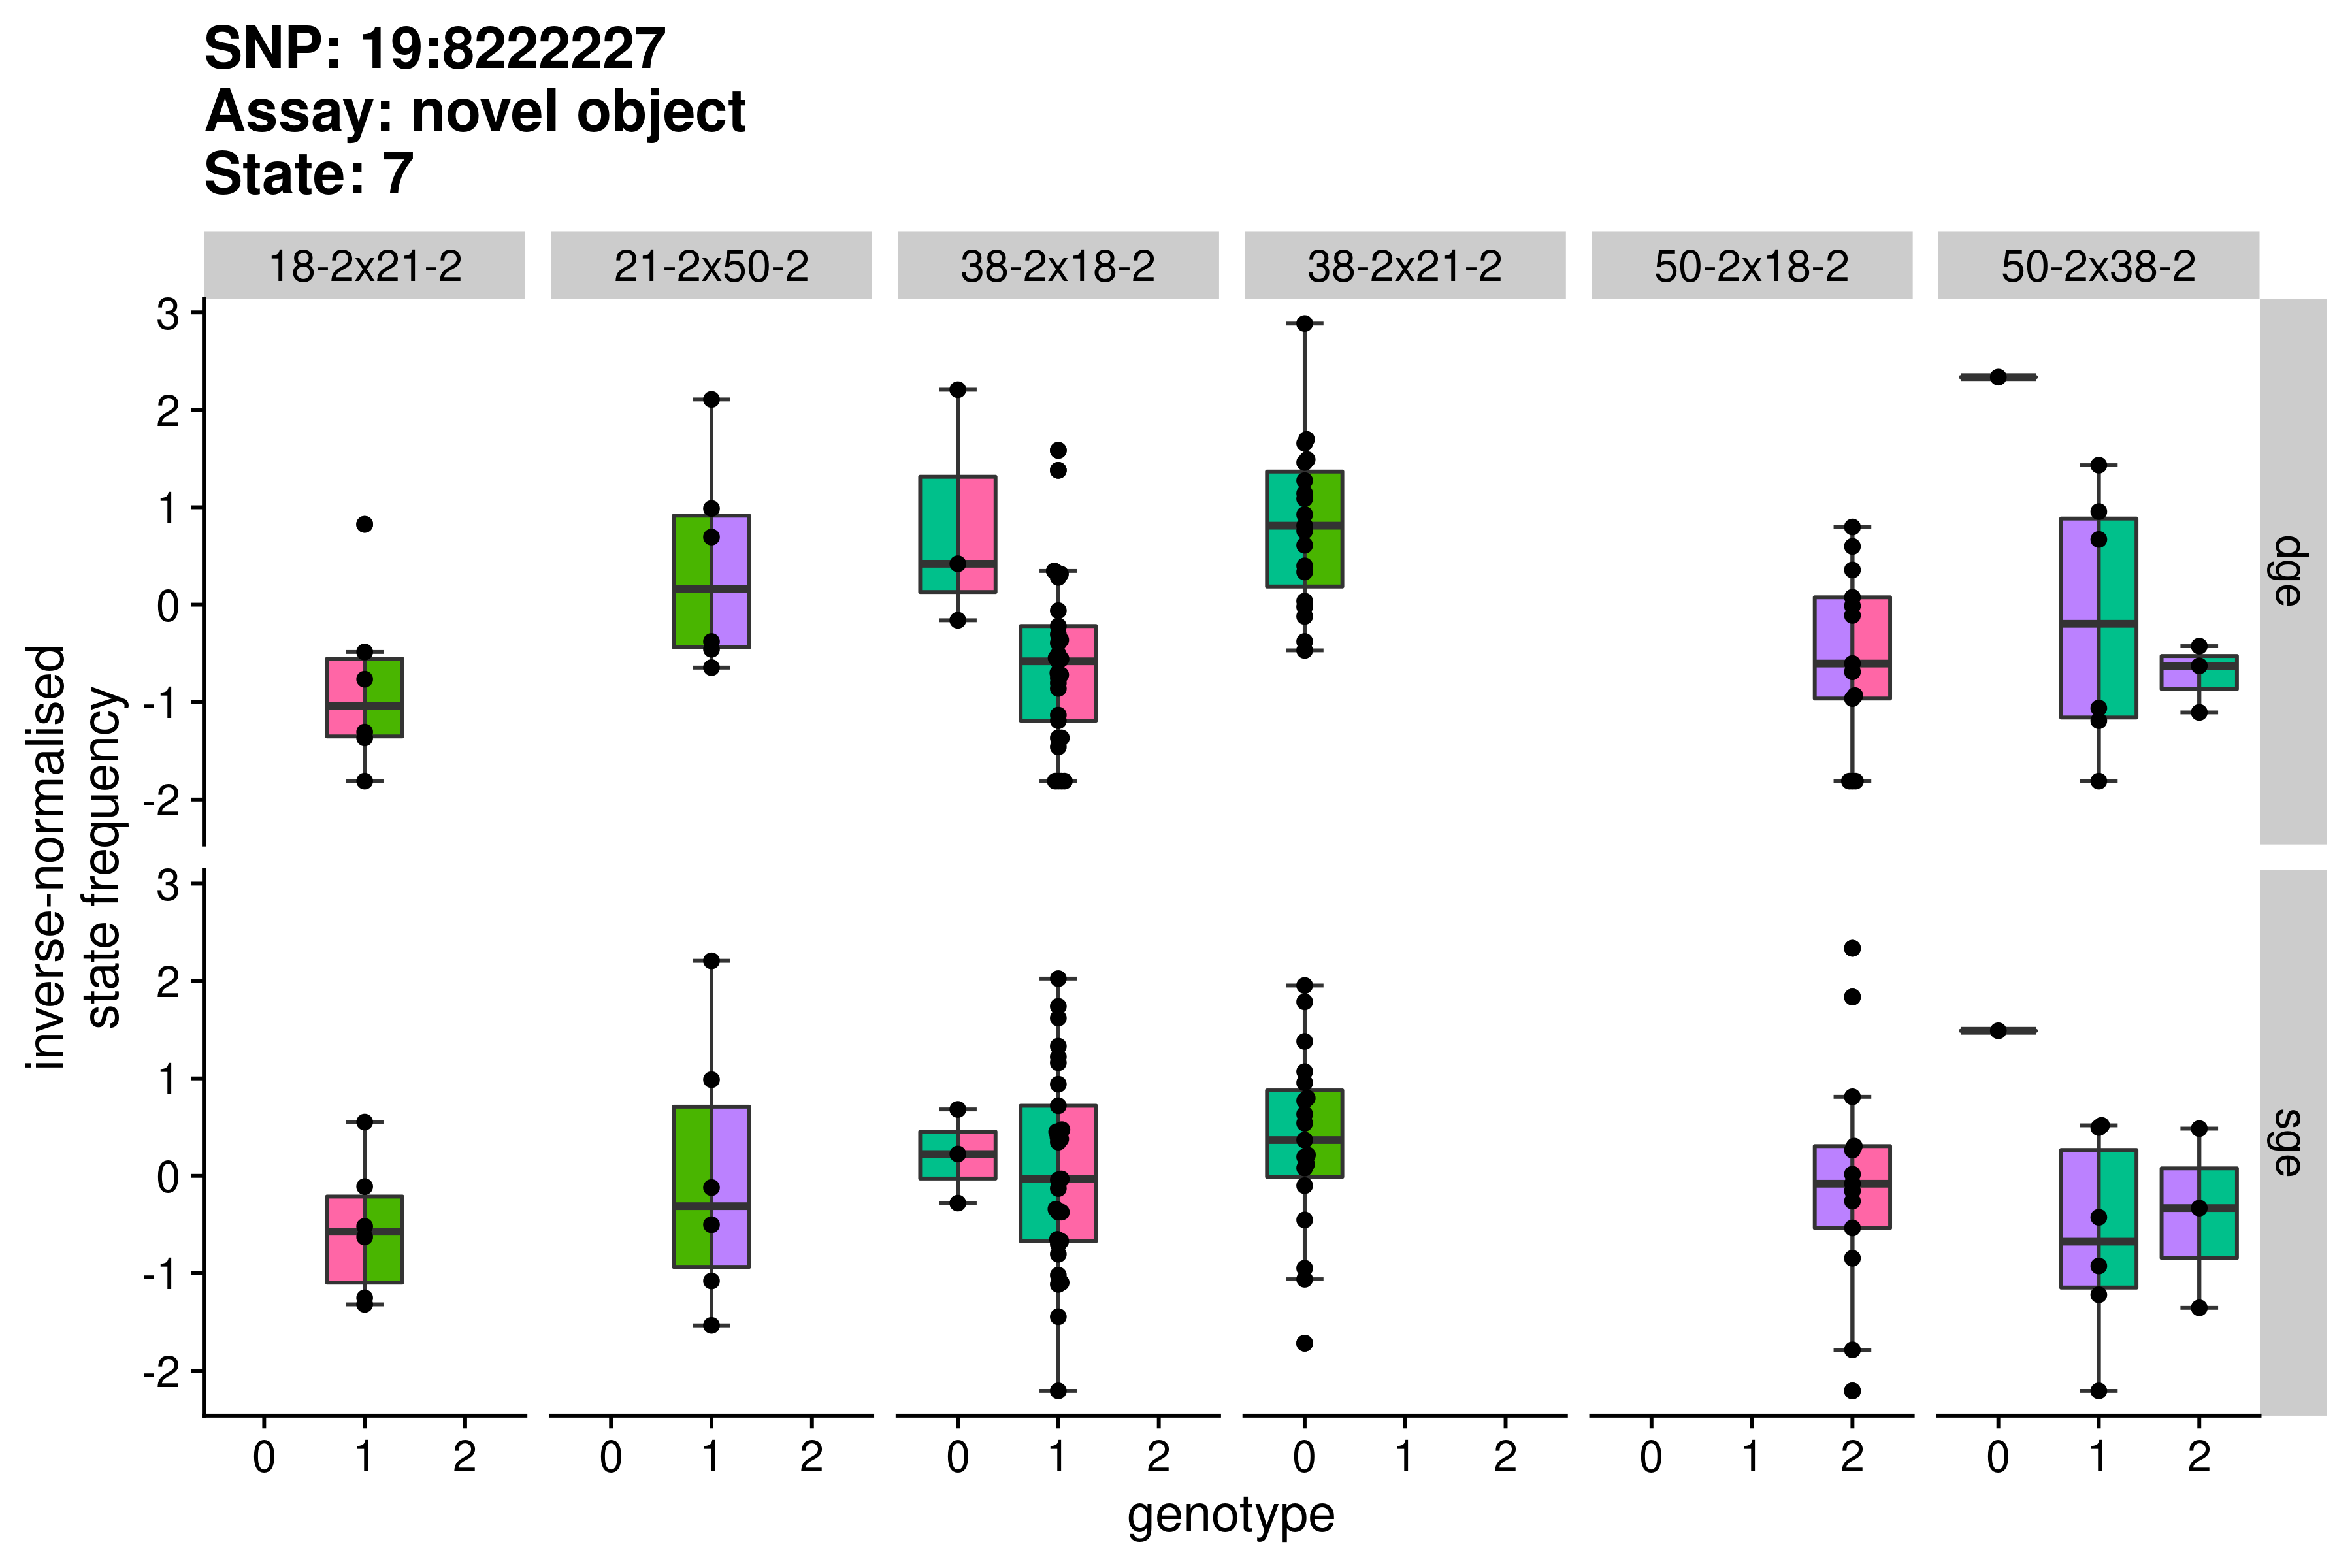 SNP: 19:8222227
Assay: novel object
State: 7
18-2x21-2 21-2x50-2 38-2x18-2 38-2x21-2 50-2x18-2 50-2x38-2
3
2
1
0
-1
-2
dge
3
2
1
0
-1
-2
sge
inverse-normalised
state frequency
0 1 2 0 1 2 0 1 2 0 1 2 0 1 2 0 1 2
genotype